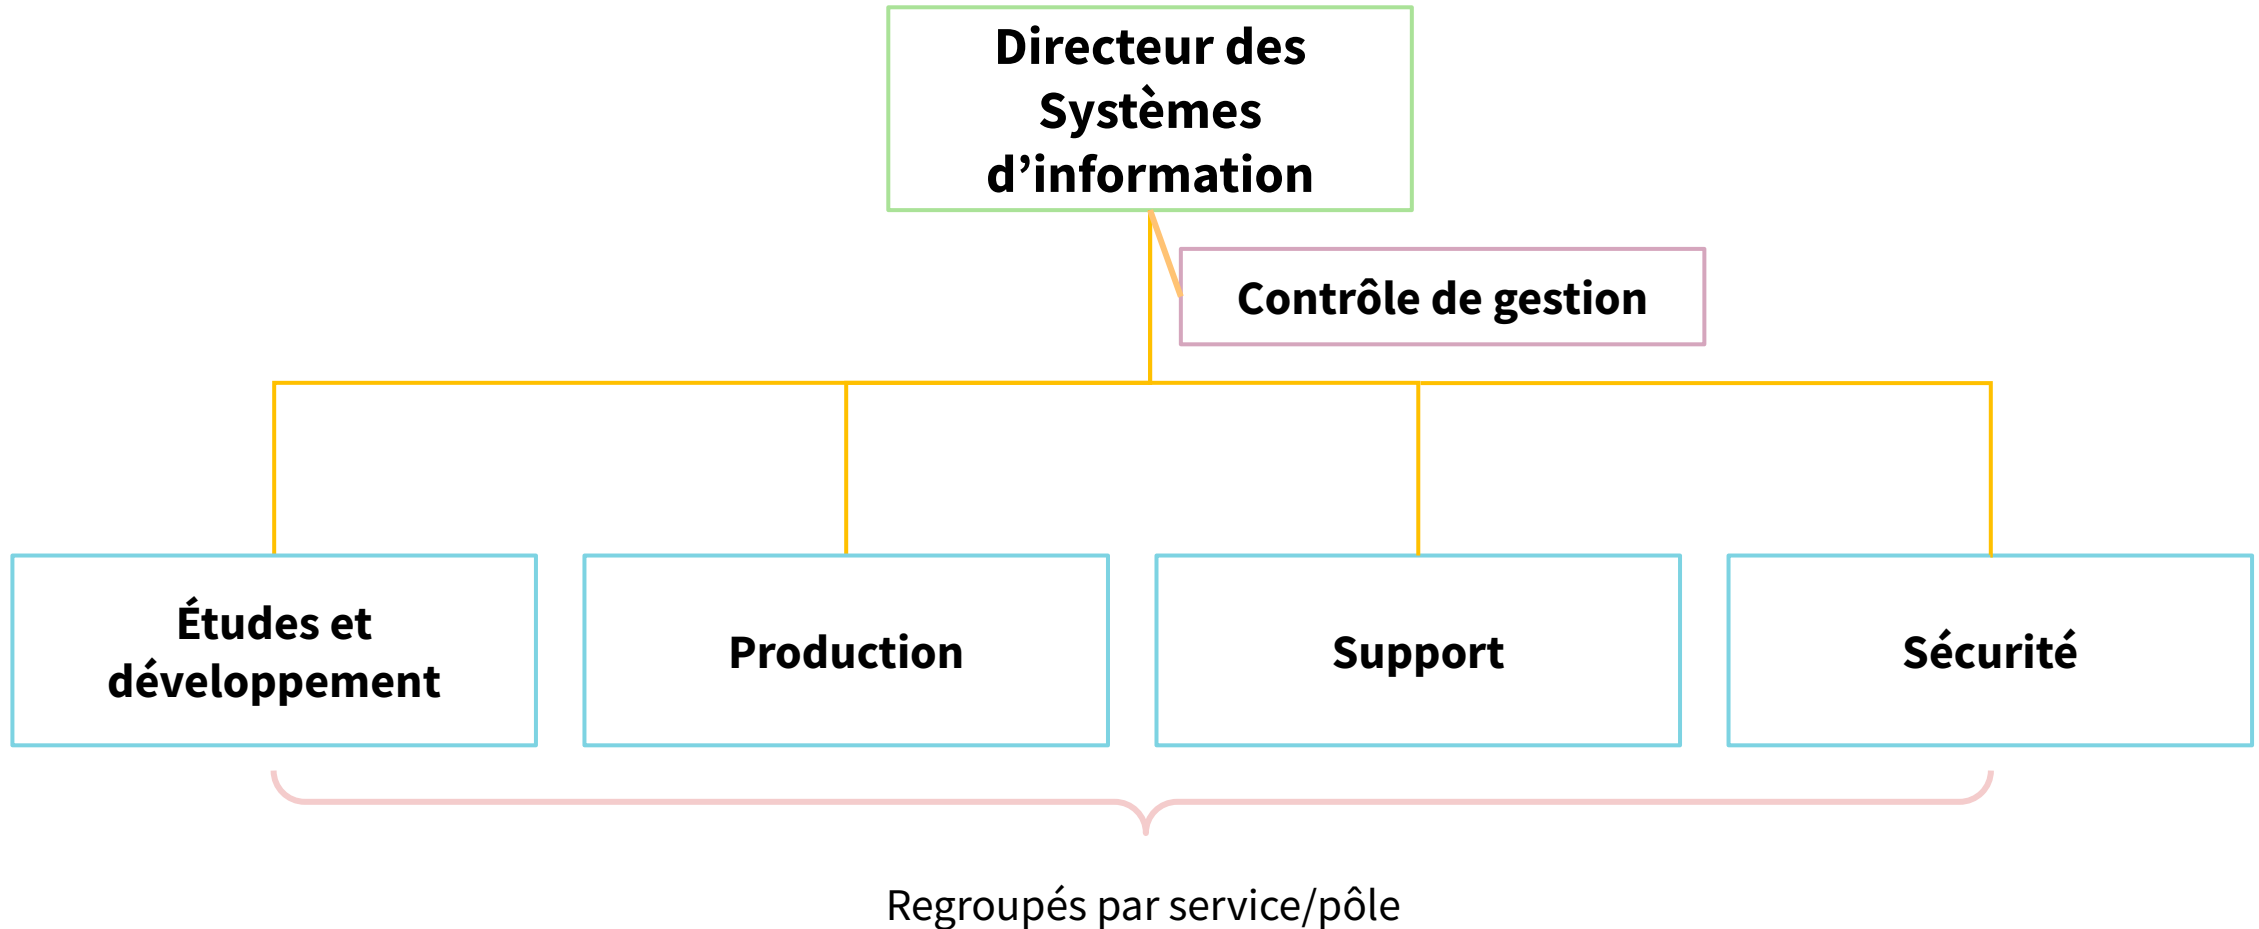 Directeur des
Systèmes
d’information
Contrôle de gestion
Études et
développement
Production
Support
Sécurité
Regroupés par service/pôle